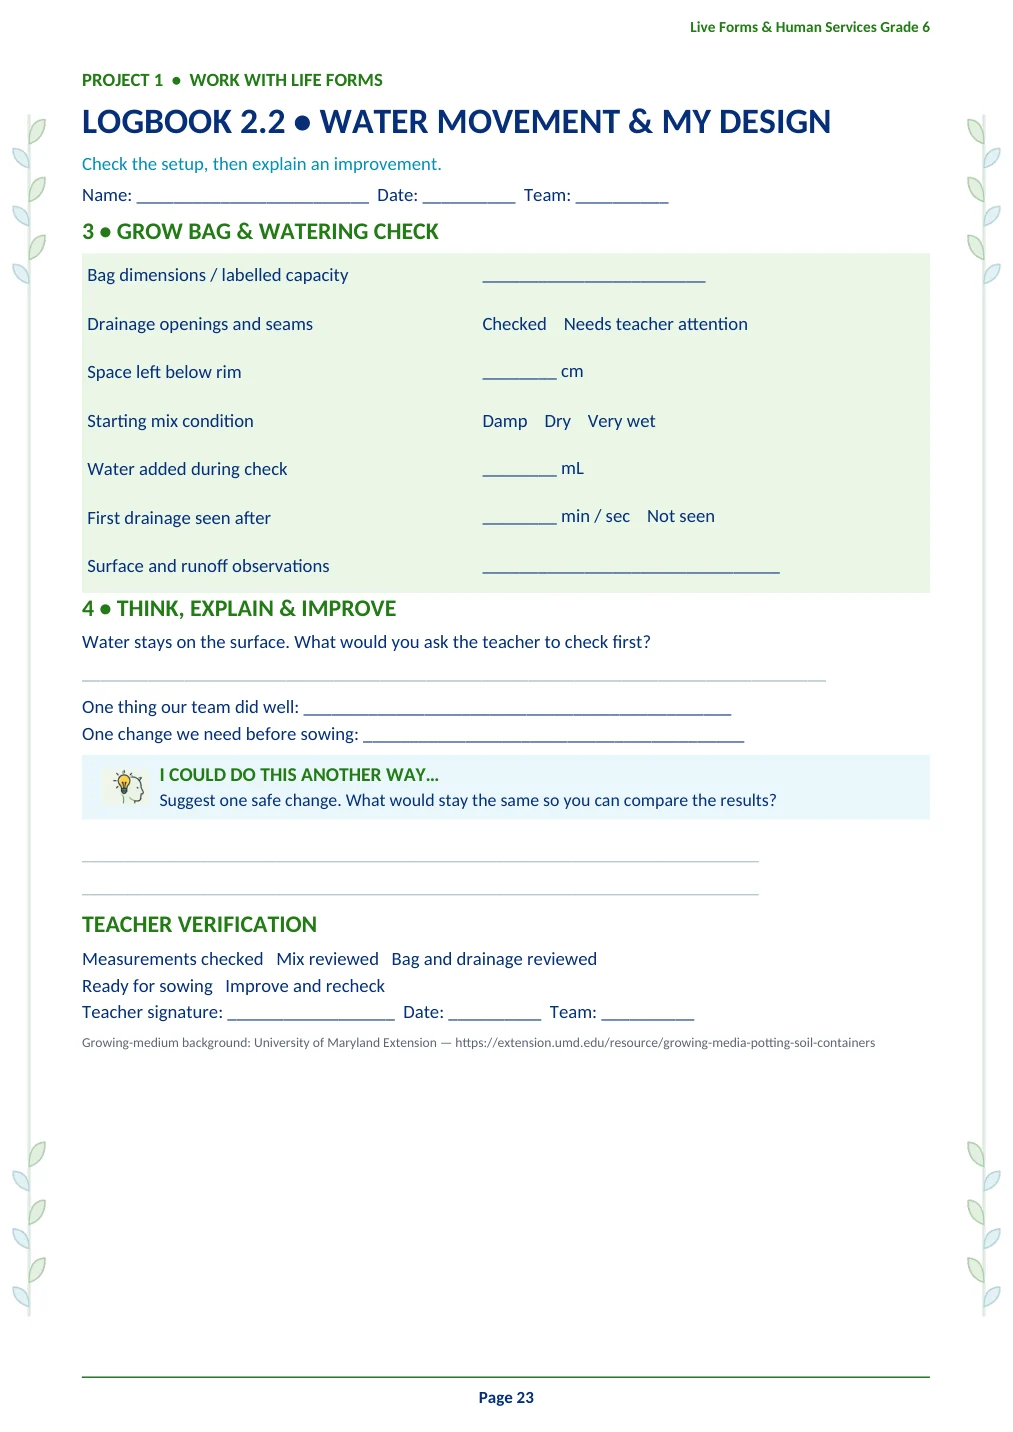 Live Forms & Human Services Grade 6
PROJECT 1 ● WORK WITH LIFE FORMS
LOGBOOK 2.2 ● WATER MOVEMENT & MY DESIGN
Check the setup, then explain an improvement.
Name: _________________________ Date: __________ Team: __________
3 ● GROW BAG & WATERING CHECK
Bag dimensions / labelled capacity ________________________
Drainage openings and seams Checked Needs teacher attention
Space left below rim ________ cm
Starting mix condition Damp Dry Very wet
Water added during check ________ mL
First drainage seen after ________ min / sec Not seen
Surface and runoff observations ________________________________
4 ● THINK, EXPLAIN & IMPROVE
Water stays on the surface. What would you ask the teacher to check first?
________________________________________________________________________________
One thing our team did well: ______________________________________________
One change we need before sowing: _________________________________________
I COULD DO THIS ANOTHER WAY...
Suggest one safe change. What would stay the same so you can compare the results?
________________________________________________________________________
________________________________________________________________________
TEACHER VERIFICATION
Measurements checked Mix reviewed Bag and drainage reviewed
Ready for sowing Improve and recheck
Teacher signature: __________________ Date: __________ Team: __________
Growing-medium background: University of Maryland Extension — https://extension.umd.edu/resource/growing-media-potting-soil-containers
Page 23